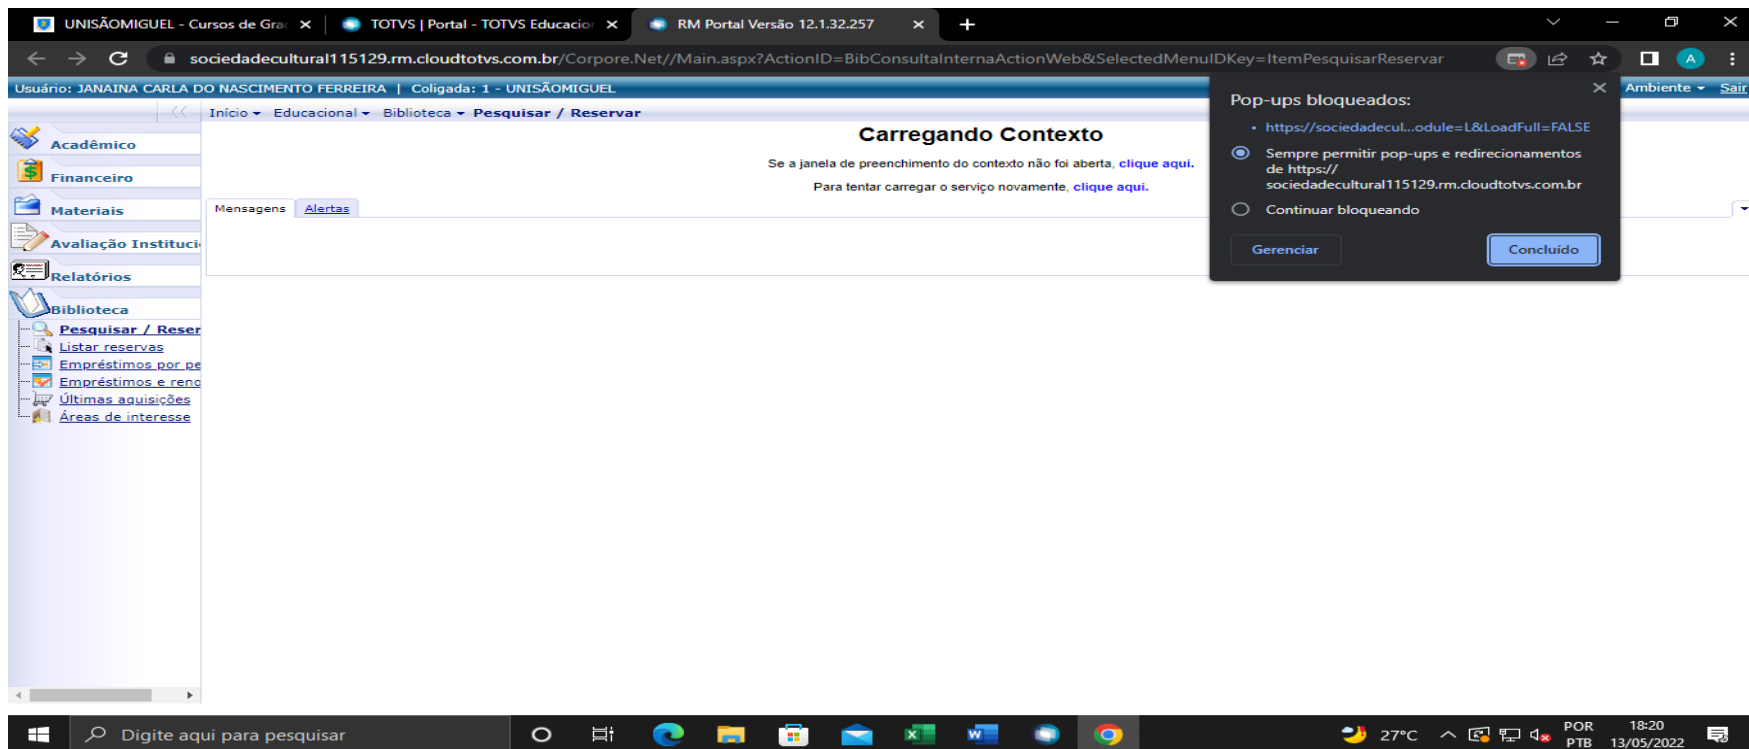 UNISÃOMIGUEL - Cursos de Gra
TOTVS | Portal - TOTVS Educacion
RM Portal Versão 12.1.32.257
sociedadecultural115129.rm.cloudtotvs.com.br/Corpore.Net//Main.aspx?ActionID=BibConsultaInternaActionWeb&SelectedMenuIDKey=ItemPesquisarReservar
A
Usuário: JANAINA CARLA DO NASCIMENTO FERREIRA | Coligada: 1 - UNISÃOMIGUEL
Ambiente
Sair
Início
Educacional
Biblioteca
Pesquisar / Reservar
Acadêmico
Financeiro
Materiais
Avaliação Instituci
Relatórios
Biblioteca
Pesquisar / Reser
Listar reservas
Empréstimos por pe
Empréstimos e reno
Últimas aquisições
Áreas de interesse
Carregando Contexto
Se a janela de preenchimento do contexto não foi aberta, clique aqui.
Para tentar carregar o serviço novamente, clique aqui.
Mensagens
Alertas
Pop-ups bloqueados:
https://sociedadecul...odule=L&LoadFull=FALSE
Sempre permitir pop-ups e redirecionamentos
de https://
sociedadecultural115129.rm.cloudtotvs.com.br
Continuar bloqueando
Gerenciar
Concluído
Digite aqui para pesquisar
27°C
POR
PTB
18:20
13/05/2022